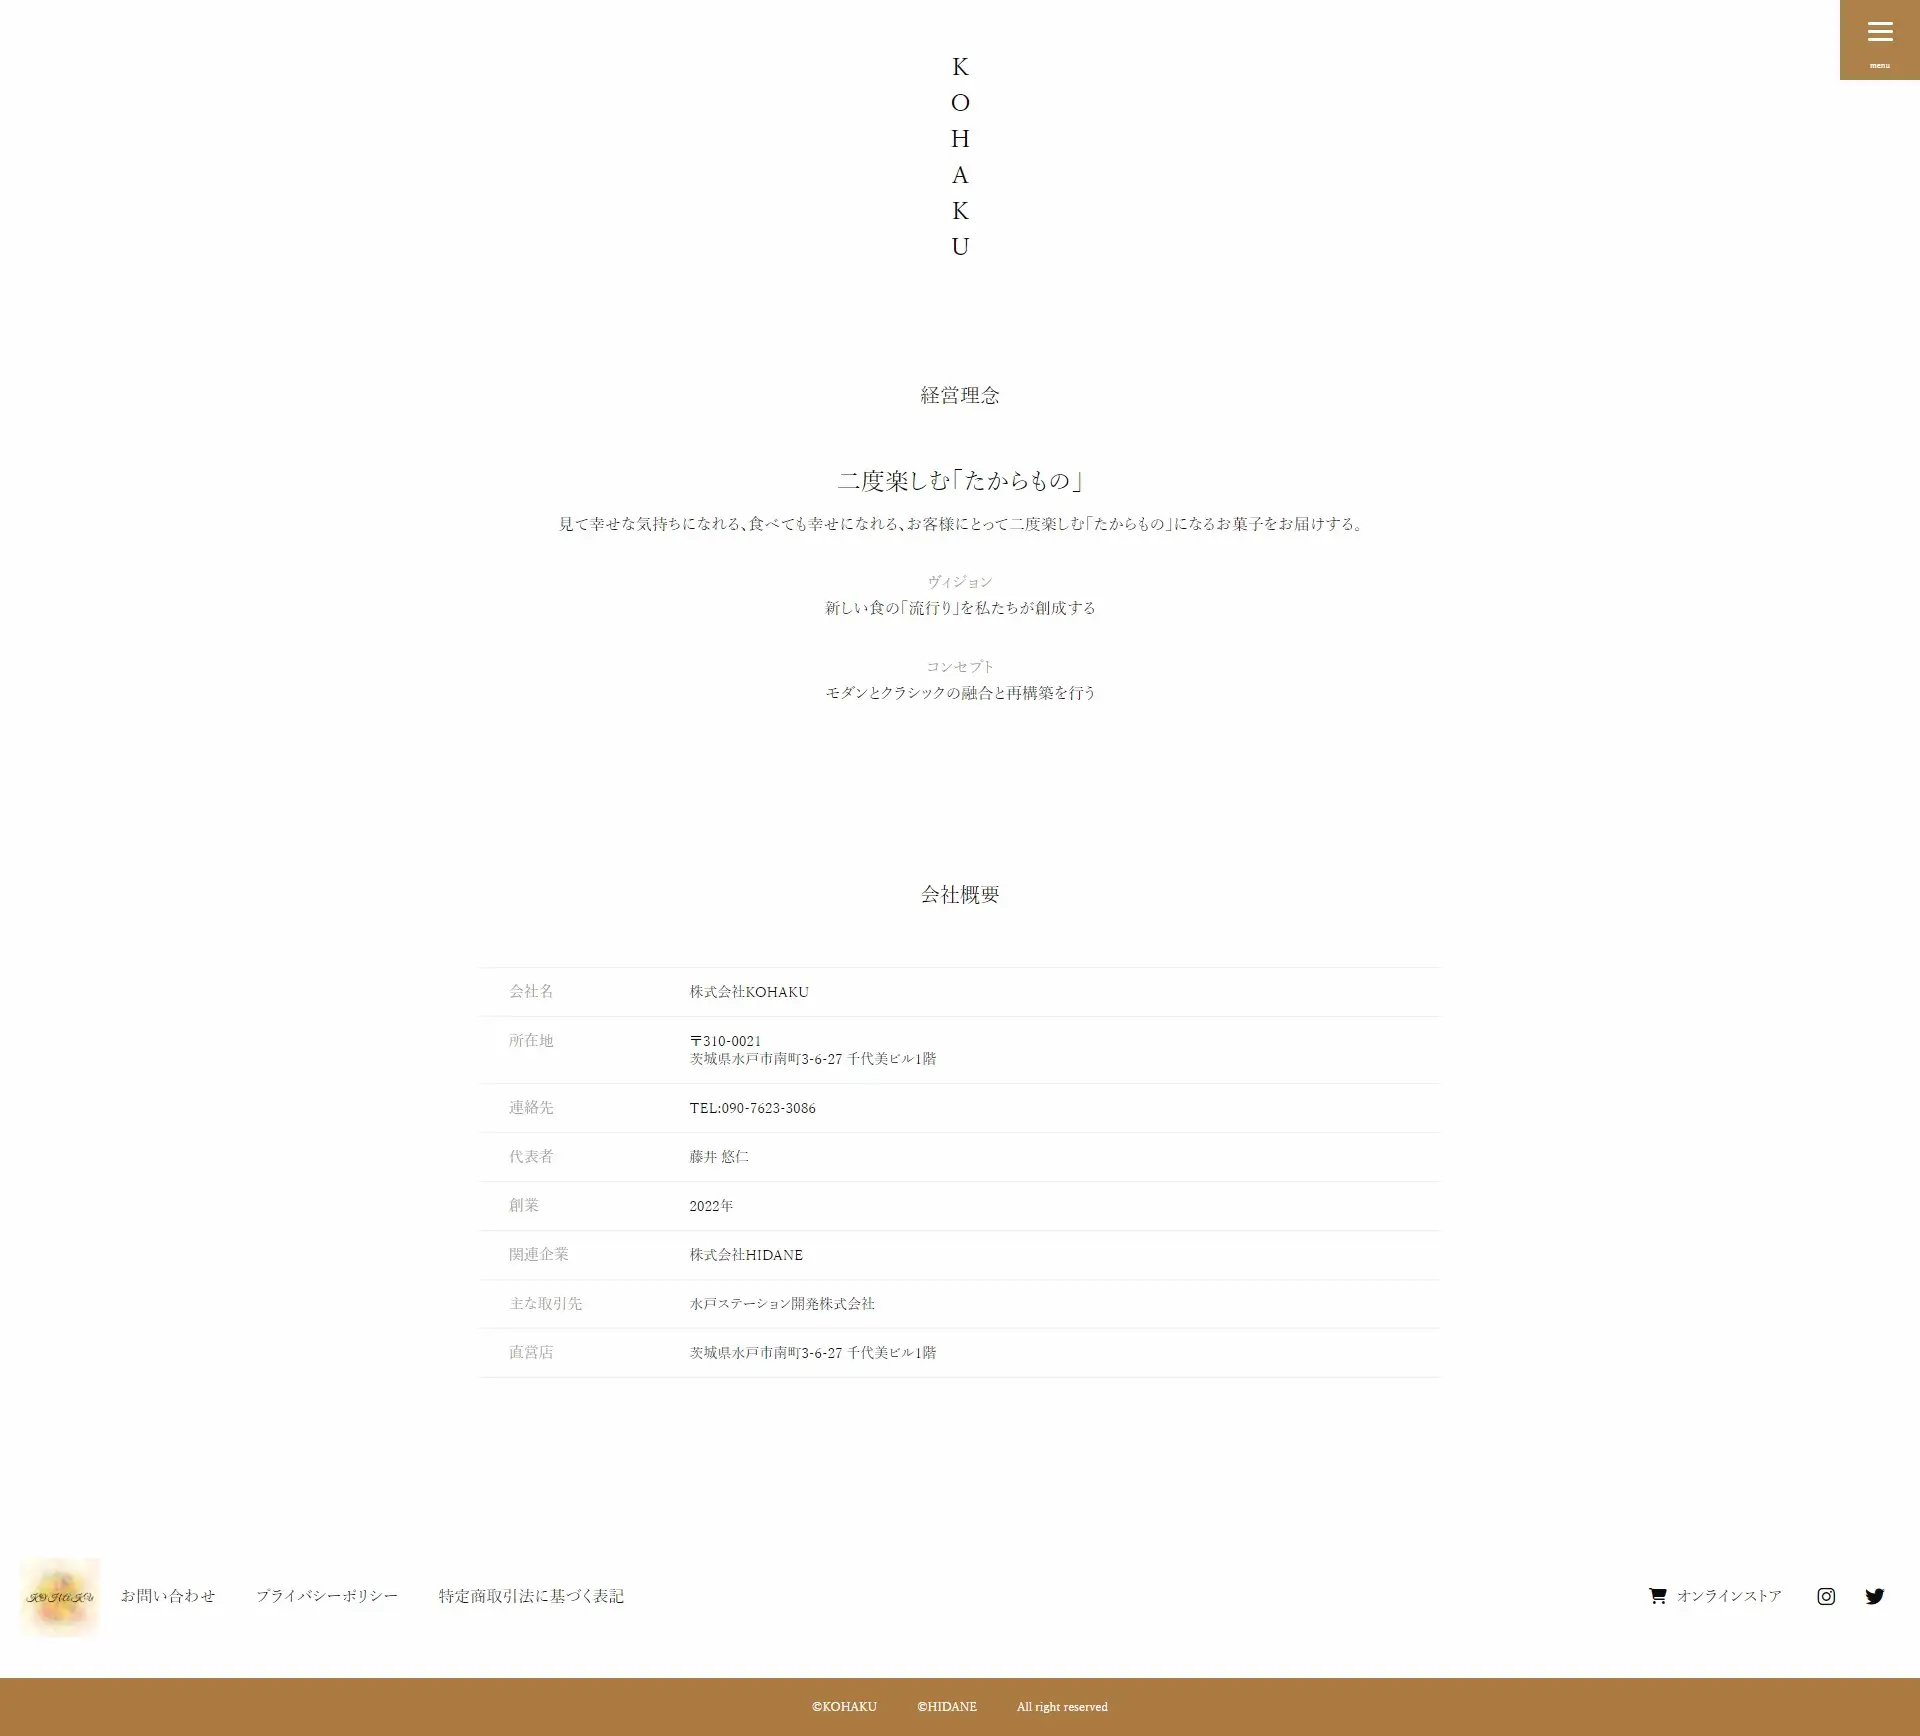 menu
KOHAKU
経営理念
二度楽しむ「たからもの」
見て幸せな気持ちになれる、食べても幸せになれる、お客様にとって二度楽しむ「たからもの」になるお菓子をお届けする。
ヴィジョン
新しい食の「流行り」を私たちが創成する
コンセプト
モダンとクラシックの融合と再構築を行う
会社概要
会社名 株式会社KOHAKU
所在地 〒310-0021
茨城県水戸市南町3-6-27 千代美ビル1階
連絡先 TEL:090-7623-3086
代表者 藤井 悠仁
創業 2022年
関連企業 株式会社HIDANE
主な取引先 水戸ステーション開発株式会社
直営店 茨城県水戸市南町3-6-27 千代美ビル1階
KOHAKU お問い合わせ プライバシーポリシー 特定商取引法に基づく表記 オンラインストア
©KOHAKU ©HIDANE All right reserved